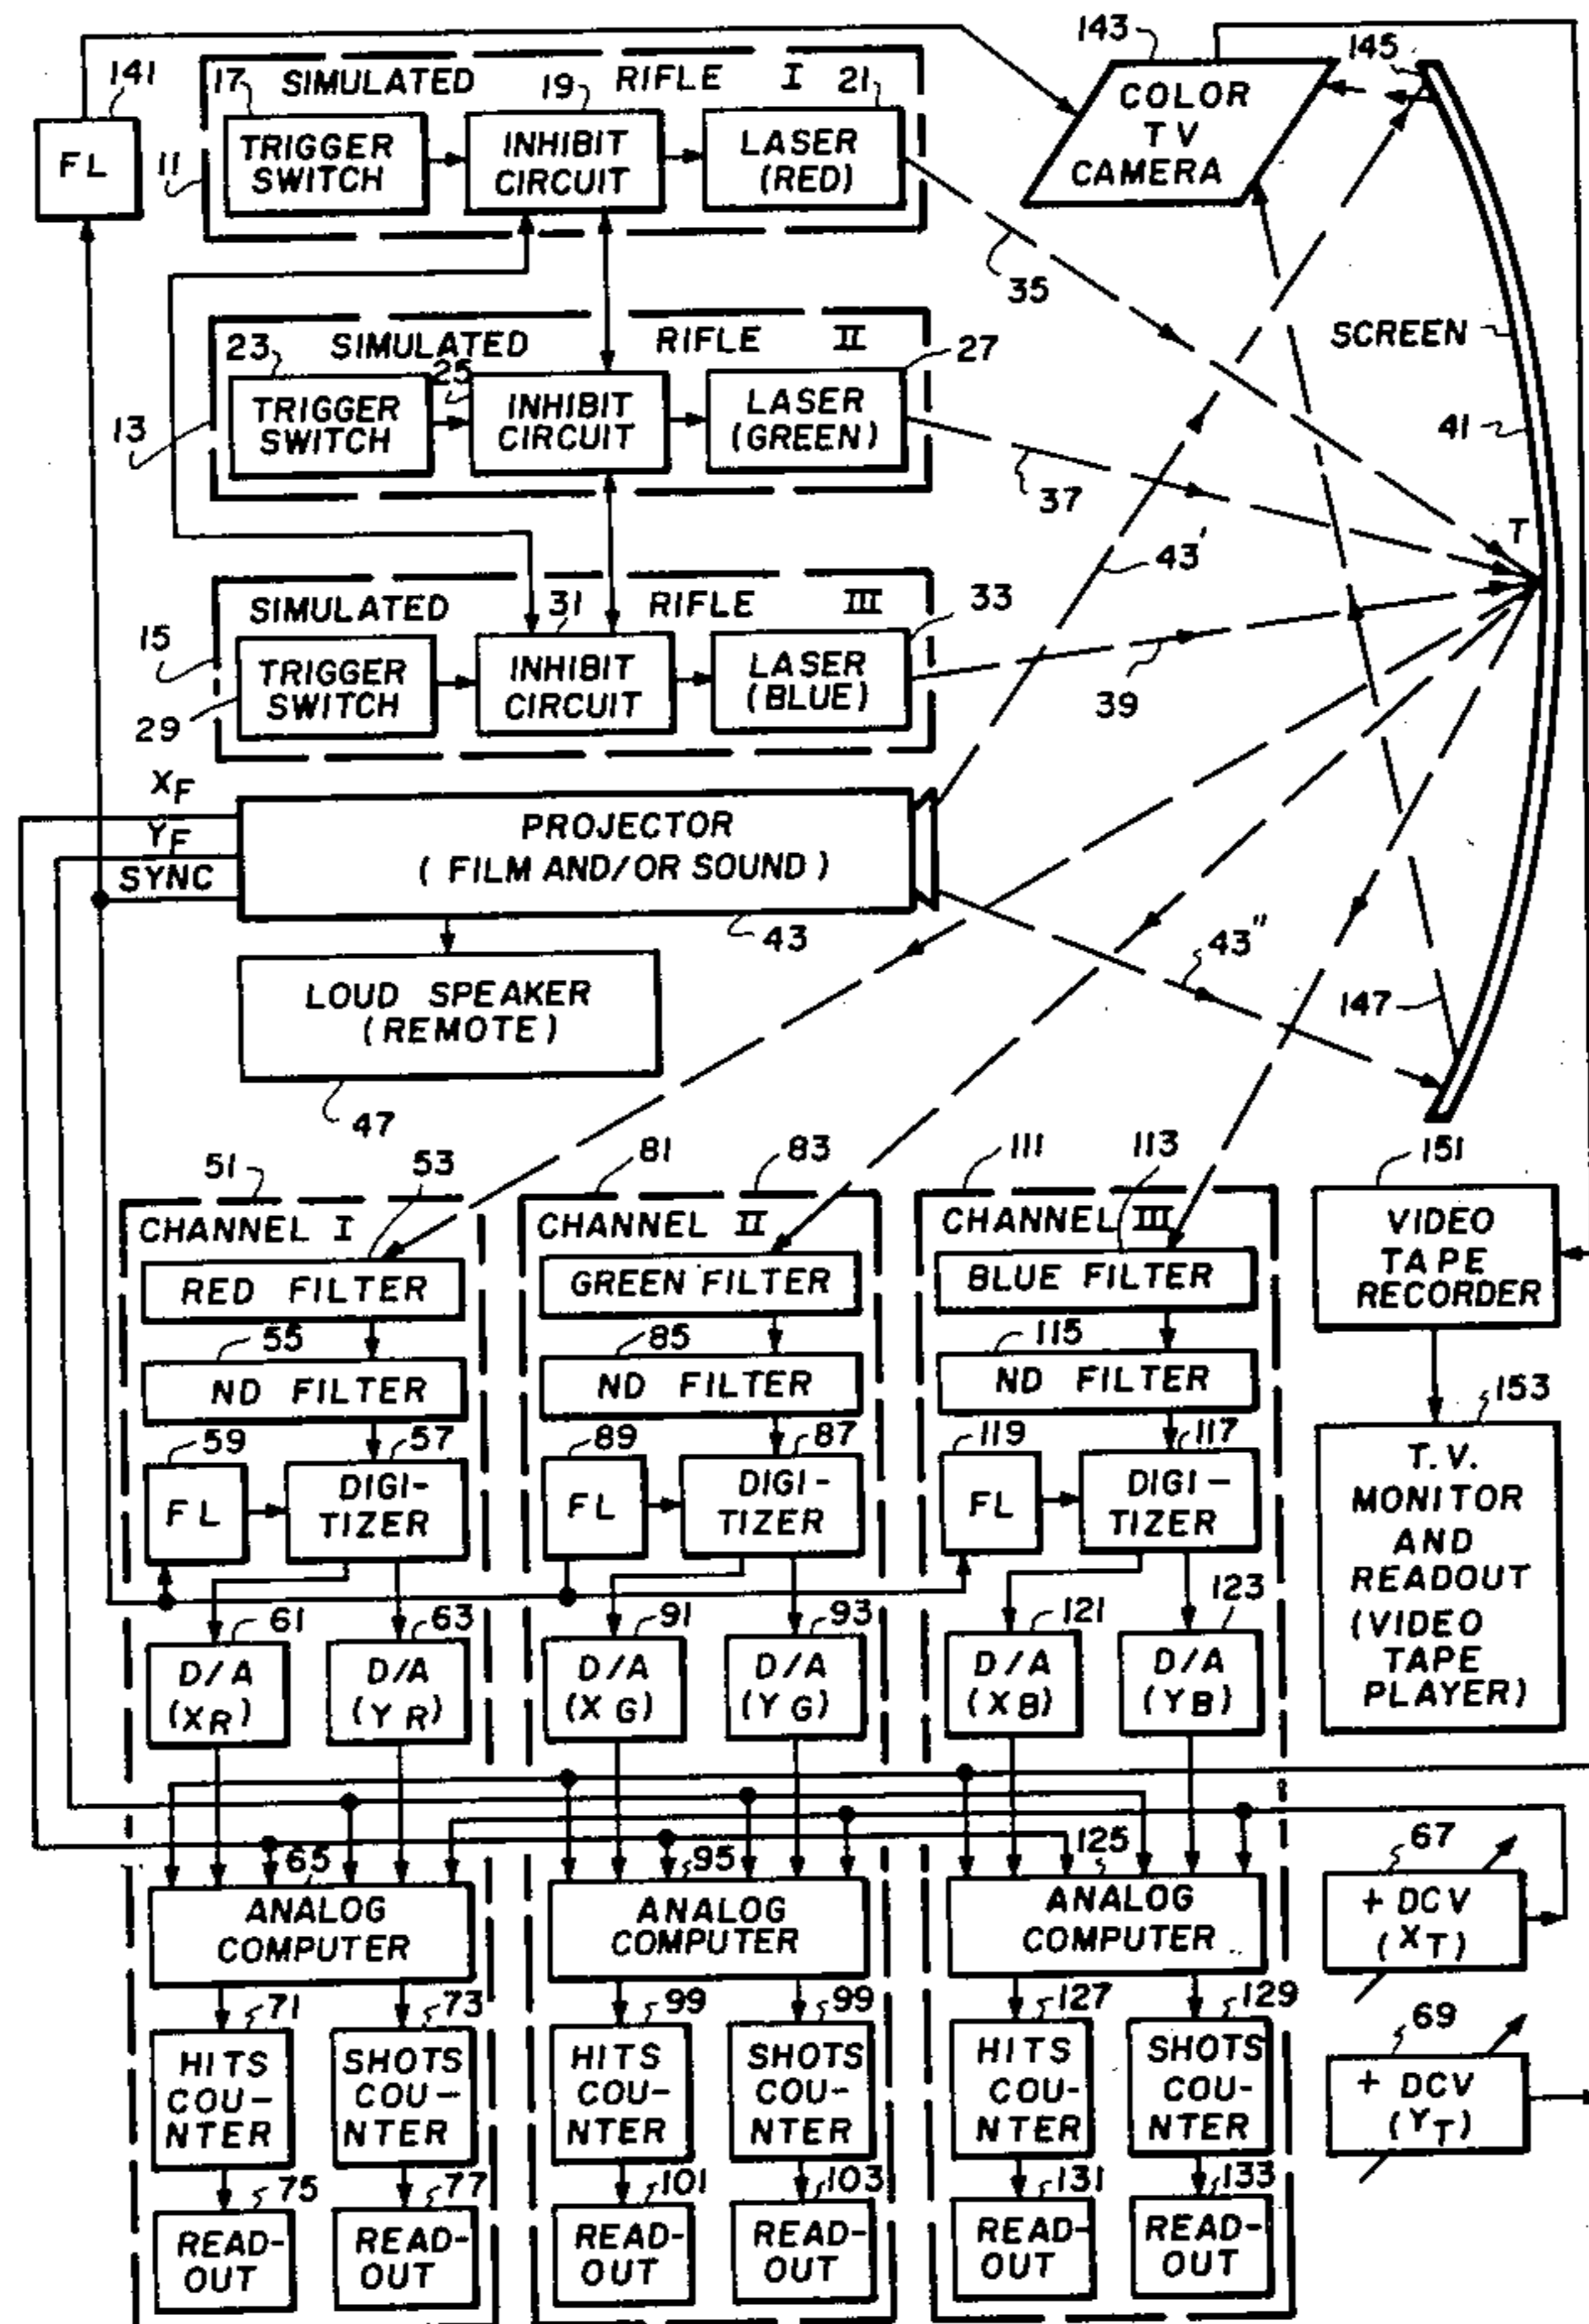 143
145
COLOR
TV
CAMERA
141
FL
11
17
SIMULATED RIFLE I
19
21
TRIGGER
SWITCH
INHIBIT
CIRCUIT
LASER
(RED)
35
SCREEN
41
13
23
SIMULATED RIFLE II
25
27
TRIGGER
SWITCH
INHIBIT
CIRCUIT
LASER
(GREEN)
37
43'
T
15
SIMULATED RIFLE III
31
33
29
TRIGGER
SWITCH
INHIBIT
CIRCUIT
LASER
(BLUE)
39
XF
YF
SYNC
PROJECTOR
(FILM AND/OR SOUND)
43
43"
147
LOUD SPEAKER
(REMOTE)
47
51
53
CHANNEL I
RED FILTER
55
ND FILTER
59
57
FL
DIGI-
TIZER
61
63
D/A
(XR)
D/A
(YR)
65
ANALOG
COMPUTER
71
73
HITS
COU-
NTER
SHOTS
COU-
NTER
75
77
READ-
OUT
READ-
OUT
81
83
CHANNEL II
GREEN FILTER
85
ND FILTER
89
87
FL
DIGI-
TIZER
91
93
D/A
(XG)
D/A
(YG)
95
ANALOG
COMPUTER
99
99
HITS
COU-
NTER
SHOTS
COU-
NTER
101
103
READ-
OUT
READ-
OUT
111
113
CHANNEL III
BLUE FILTER
115
ND FILTER
119
117
FL
DIGI-
TIZER
121
123
D/A
(XB)
D/A
(YB)
125
ANALOG
COMPUTER
127
129
HITS
COU-
NTER
SHOTS
COU-
NTER
131
133
READ-
OUT
READ-
OUT
151
VIDEO
TAPE
RECORDER
153
T.V.
MONITOR
AND
READOUT
(VIDEO
TAPE
PLAYER)
67
+ DCV
(XT)
69
+ DCV
(YT)